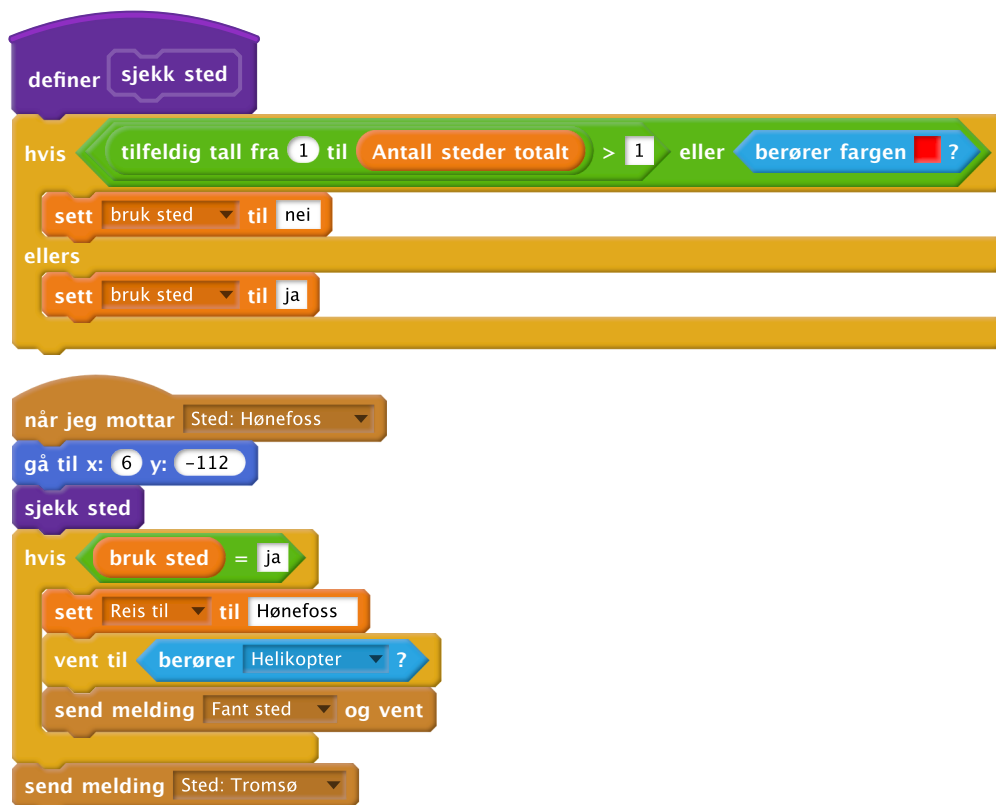 definer sjekk sted
hvis tilfeldig tall fra 1 til Antall steder totalt > 1 eller berører fargen ?
sett bruk sted til nei
ellers
sett bruk sted til ja
når jeg mottar Sted: Hønefoss
gå til x: 6 y: -112
sjekk sted
hvis bruk sted = ja
sett Reis til til Hønefoss
vent til berører Helikopter ?
send melding Fant sted og vent
send melding Sted: Tromsø